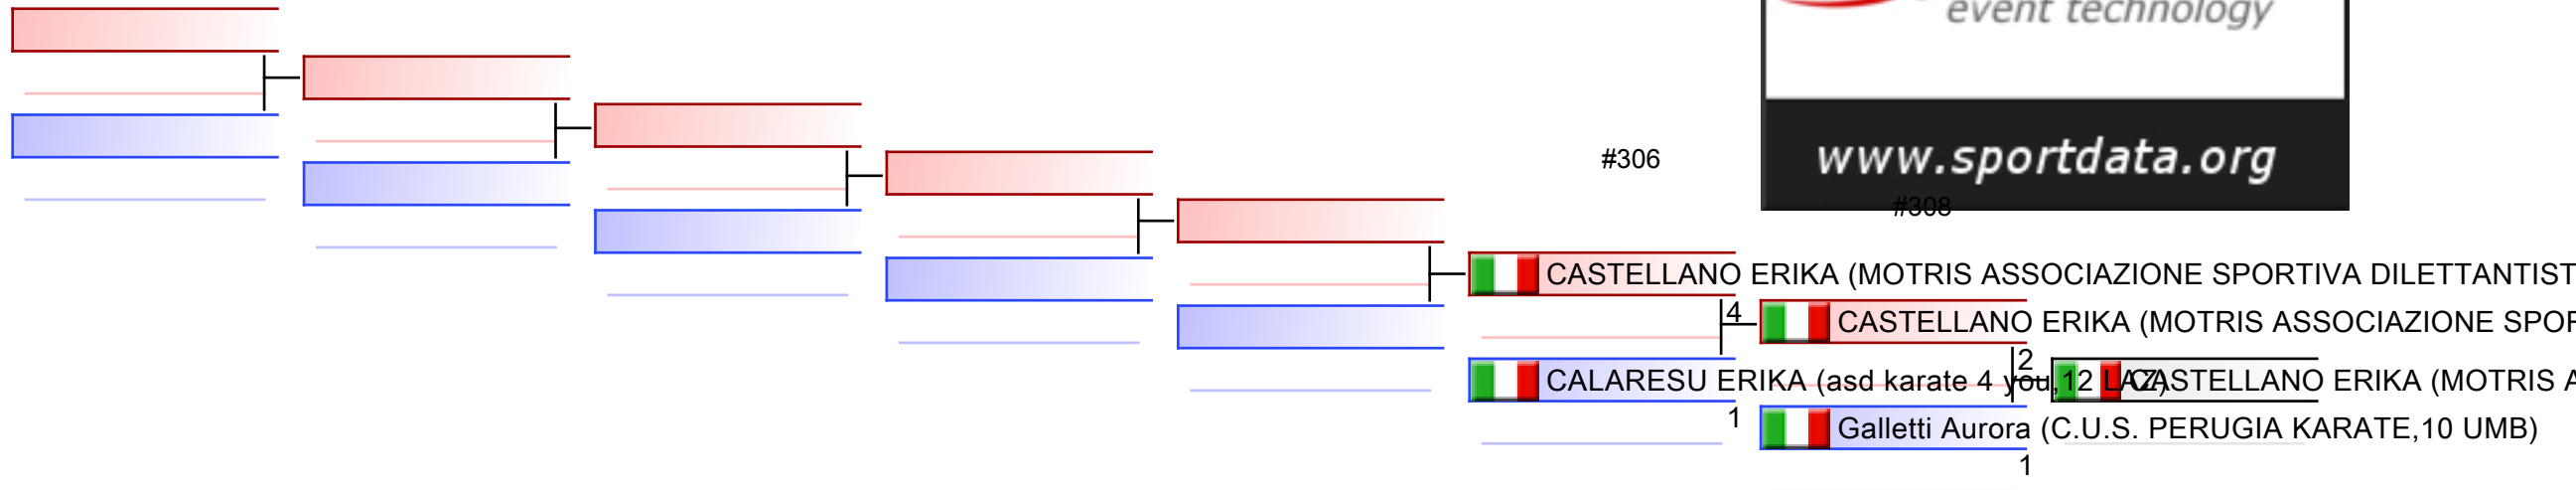 event technology
www.sportdata.org
#306
#308
CASTELLANO ERIKA (MOTRIS ASSOCIAZIONE SPORTIVA DILETTANTIST
4
CASTELLANO ERIKA (MOTRIS ASSOCIAZIONE SPOR
2
CALARESU ERIKA (asd karate 4 you,12 LAZ)
CASTELLANO ERIKA (MOTRIS A
1
Galletti Aurora (C.U.S. PERUGIA KARATE,10 UMB)
1